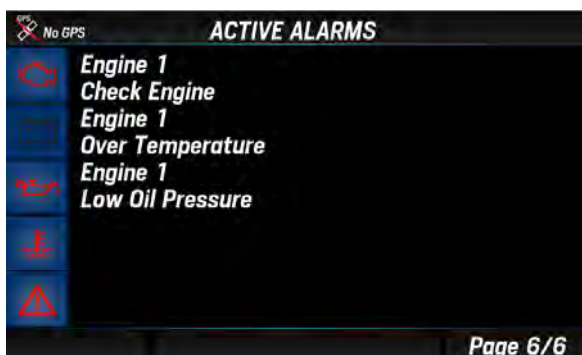 GPS
No GPS
ACTIVE ALARMS
Engine 1
Check Engine
Engine 1
Over Temperature
Engine 1
Low Oil Pressure
Page 6/6